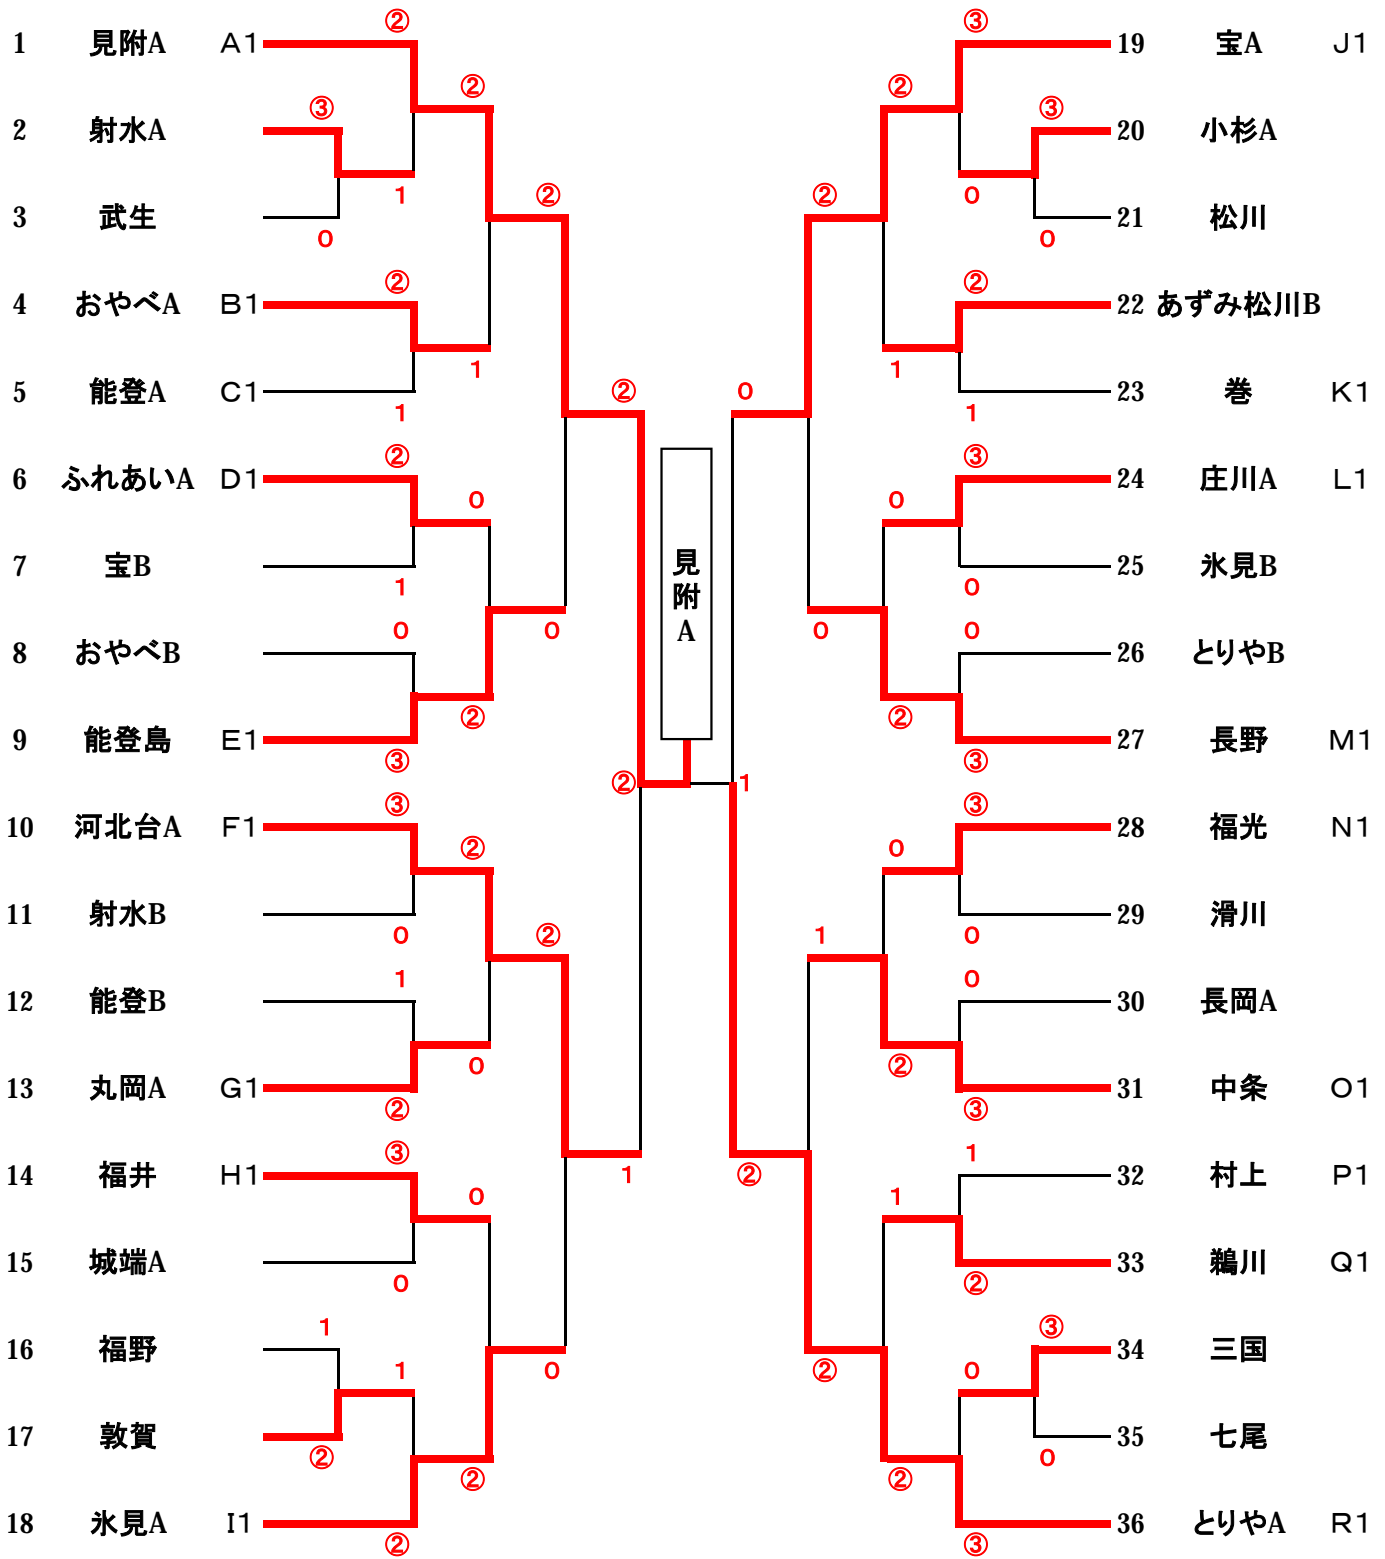 1 見附A A1 ②
②
2 射水A ③
1
3 武生 0
②
4 おやべA B1 ②
1
5 能登A C1 1
②
6 ふれあいA D1 ②
0
7 宝B 1
8 おやべB 0
0
②
9 能登島 E1 ③
②
10 河北台A F1 ③
②
11 射水B 0
②
12 能登B 1
0
13 丸岡A G1 ②
1
14 福井H1 ③
0
15 城端A 0
16 福野 1
1
0
17 敦賀 ②
②
18 氷見A I1 ②
見附A
③ 19 宝A J1
②
③ 20 小杉A
0
0 21 松川
②
② 22 あずみ松川B
1
1 23 巻 K1
0
③ 24 庄川A L1
0
0 25 氷見B
0 26 とりやB
0
②
③ 27 長野 M1
1
③ 28 福光 N1
0
0 29 滑川
1
0 30 長岡A
②
③ 31 中条 O1
②
1 32 村上 P1
1
② 33 鵜川 Q1
③ 34 三国
0
②
0 35 七尾
②
③ 36 とりやA R1